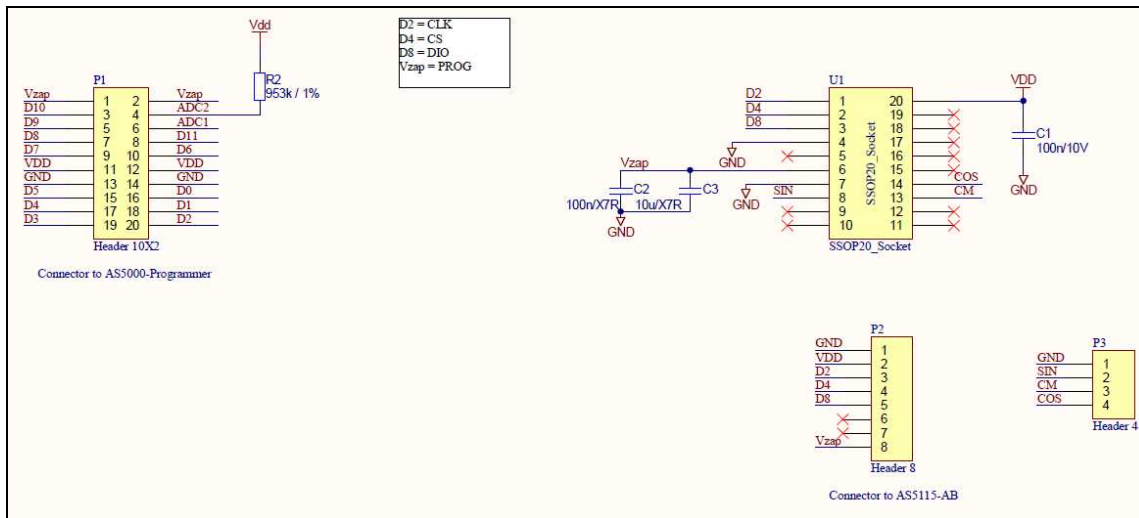 D2 = CLK
D4 = CS
D8 = DIO
Vzap = PROG
Vdd
R2
953k / 1%
P1
Vzap 1 2 Vzap
D10 3 4 ADC2
D9 5 6 ADC1
D8 7 8 D11
D7 9 10 D6
VDD 11 12 VDD
GND 13 14 GND
D5 15 16 D0
D4 17 18 D1
D3 19 20 D2
Header 10X2
Connector to AS5000-Programmer
U1
D2 1 20 VDD
D4 2 19
D8 3 18
GND 4 17
5 16
Vzap 6 15
GND 7 14 COS
SIN 8 13 CM
9 12
10 11
SSOP20_Socket
SSOP20_Socket
C2
100n/X7R
C3
10u/X7R
GND
C1
100n/10V
GND
P2
GND 1
VDD 2
D2 3
D4 4
D8 5
6
7
Vzap 8
Header 8
Connector to AS5115-AB
P3
GND 1
SIN 2
CM 3
COS 4
Header 4